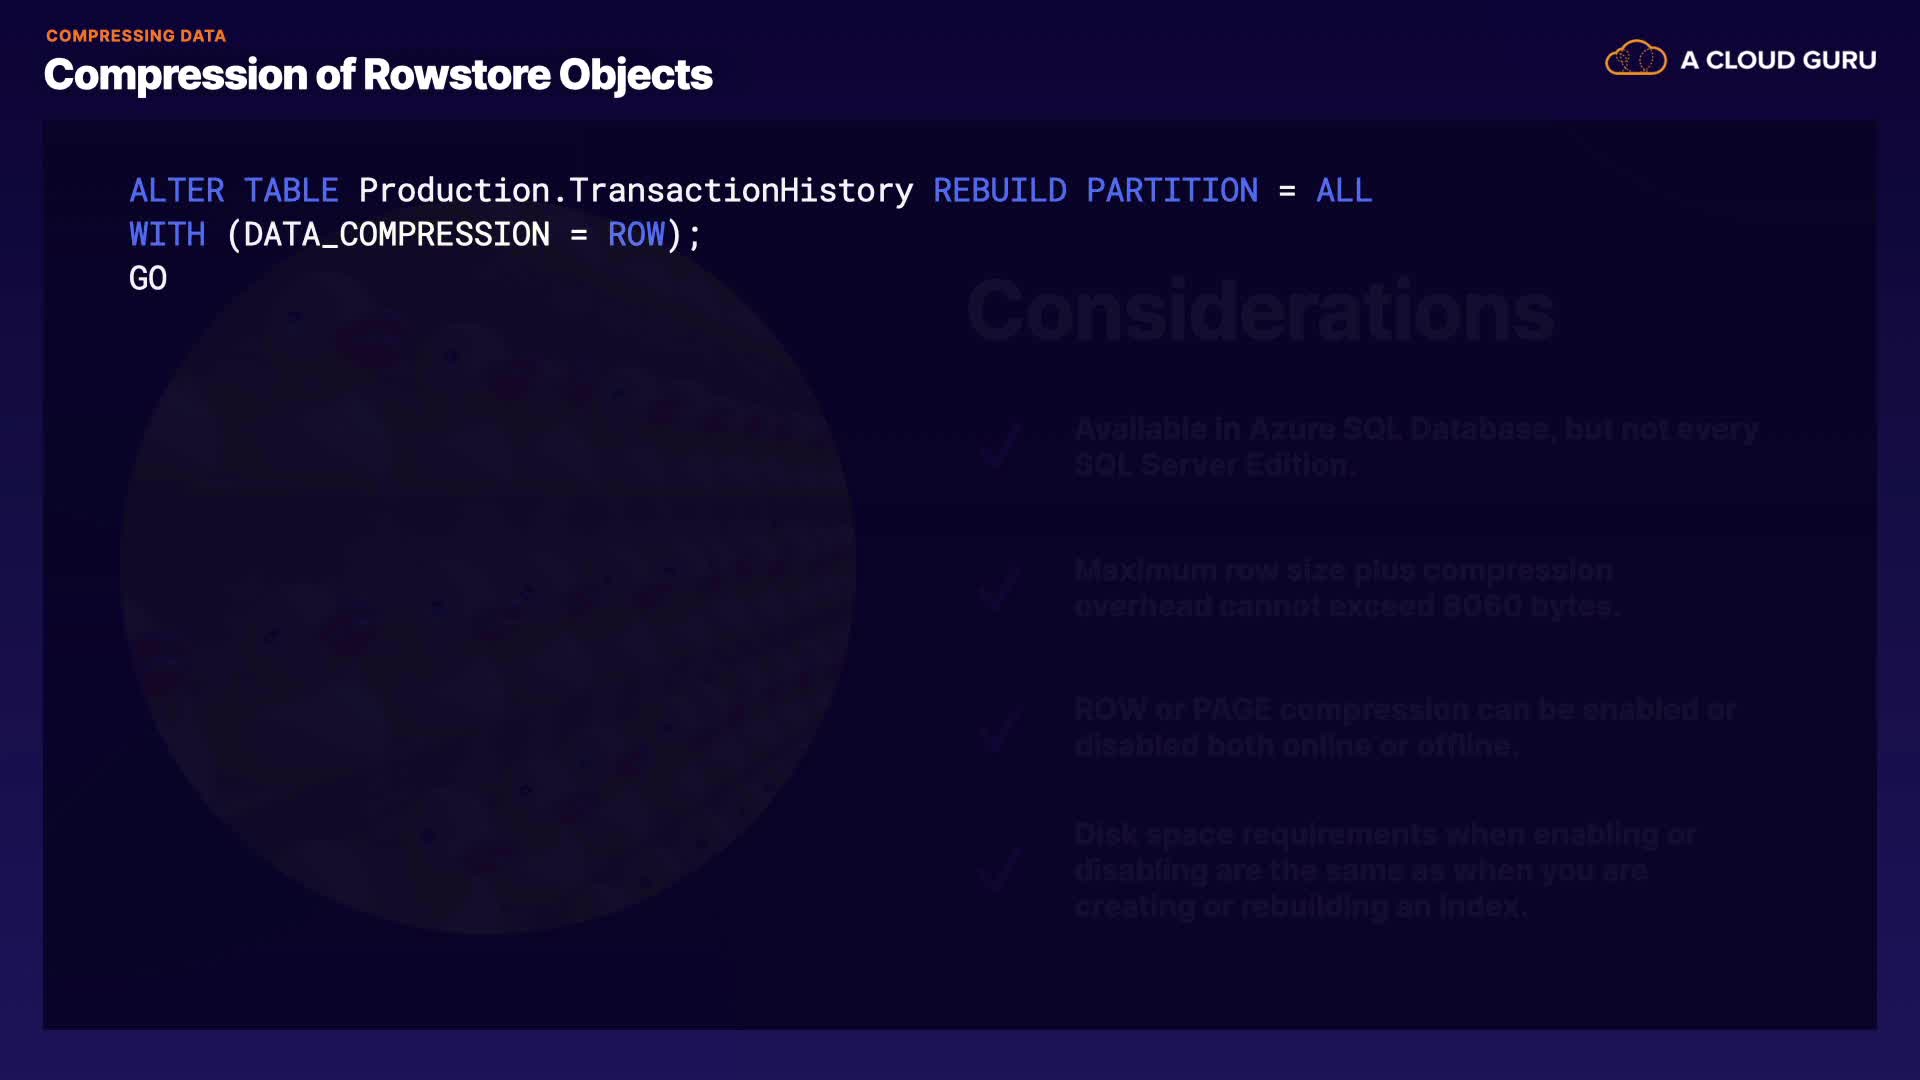 COMPRESSING DATA
Compression of Rowstore Objects
A CLOUD GURU
ALTER TABLE Production.TransactionHistory REBUILD PARTITION = ALL
WITH (DATA_COMPRESSION = ROW);
GO
Considerations
Available in Azure SQL Database, but not every
SQL Server Edition.
Maximum row size plus compression
overhead cannot exceed 8060 bytes.
ROW or PAGE compression can be enabled or
disabled both online or offline.
Disk space requirements when enabling or
disabling are the same as when you are
creating or rebuilding an index.